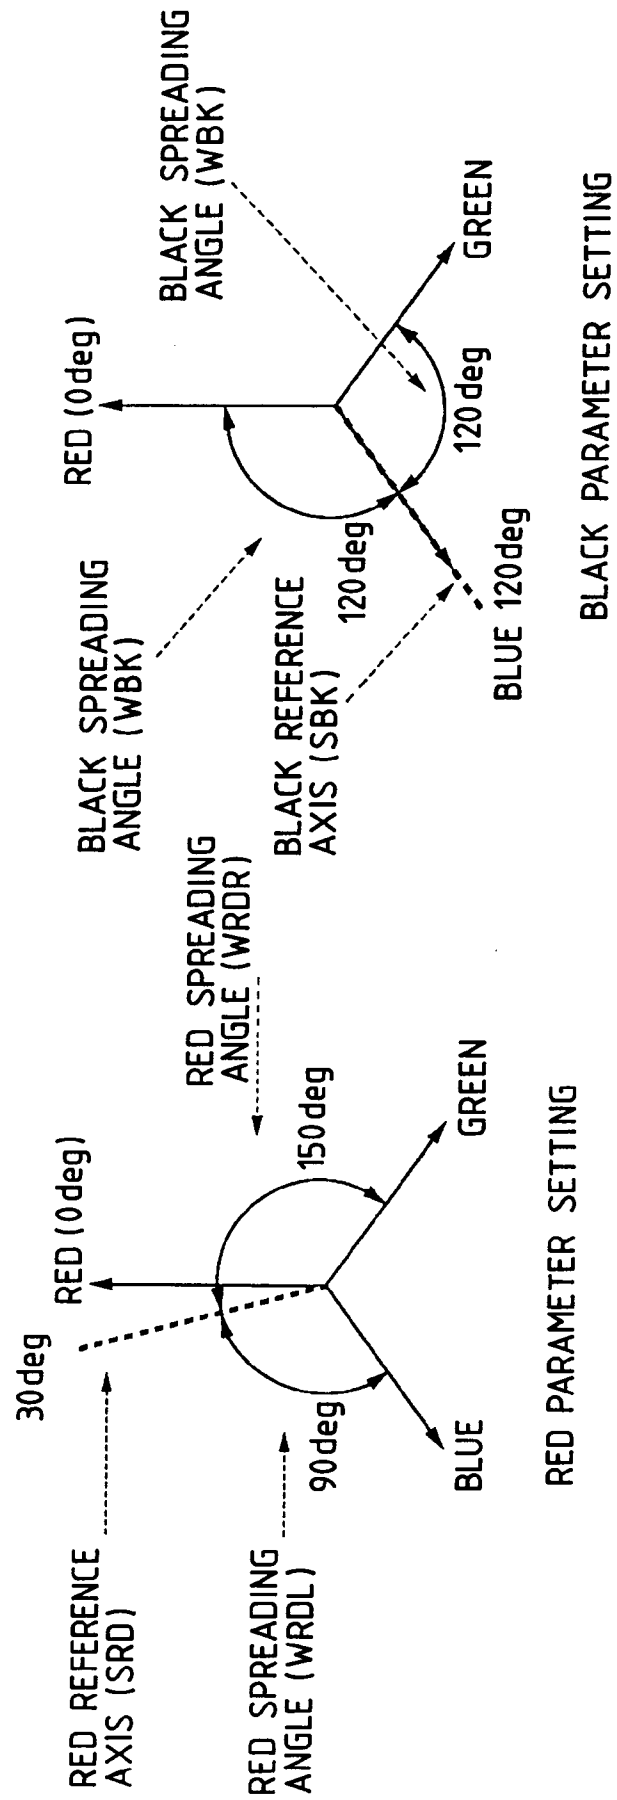 RED REFERENCE
AXIS (SRD)
30deg
RED (0deg)
RED SPREADING
ANGLE (WRDL)
90deg
RED SPREADING
ANGLE (WRDR)
150deg
BLUE
GREEN
RED PARAMETER SETTING
BLACK SPREADING
ANGLE (WBK)
RED (0deg)
BLACK SPREADING
ANGLE (WBK)
BLACK REFERENCE
AXIS (SBK)
120deg
120deg
BLUE 120deg
GREEN
BLACK PARAMETER SETTING